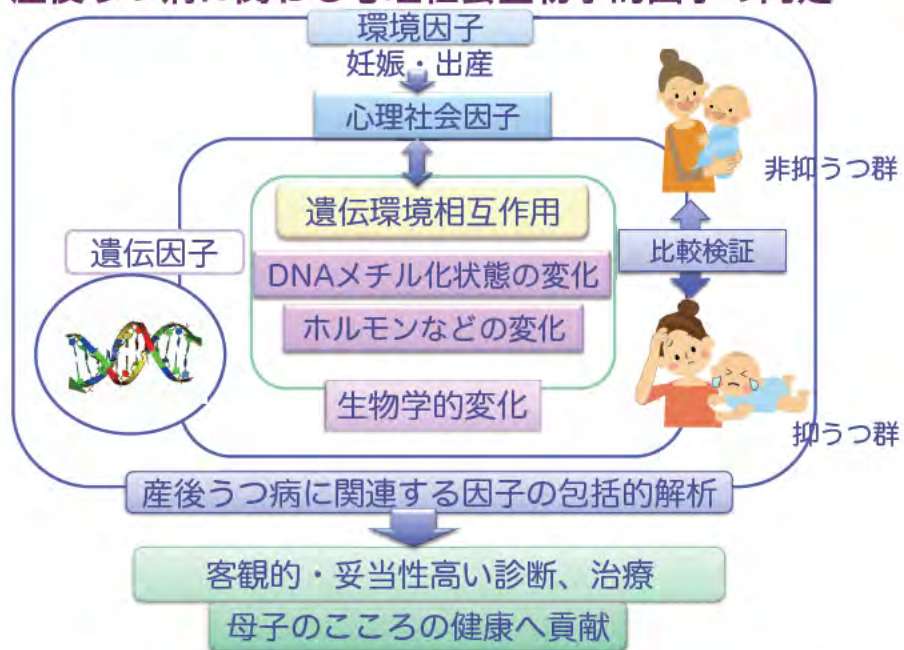 環境因子
妊娠・出産
心理社会因子
非抑うつ群
遺伝環境相互作用
遺伝因子
比較検証
DNAメチル化状態の変化
ホルモンなどの変化
生物学的変化
抑うつ群
産後うつ病に関連する因子の包括的解析
客観的・妥当性高い診断、治療
母子のこころの健康へ貢献